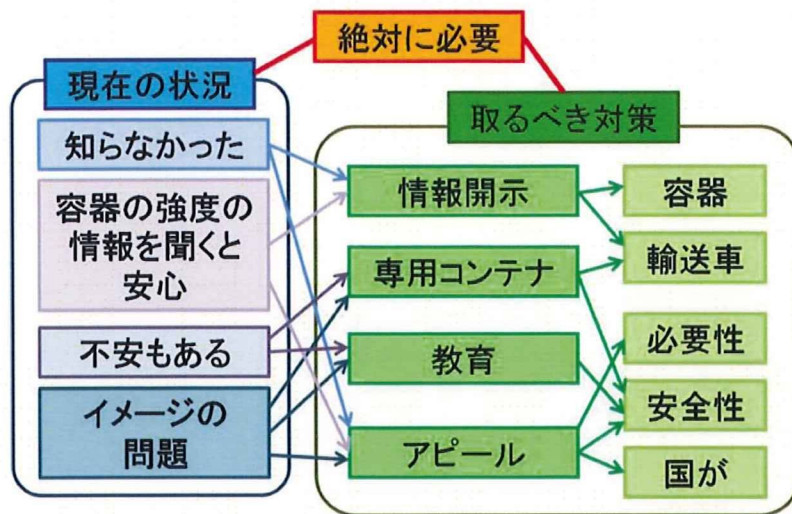 絶対に必要
現在の状況
知らなかった
容器の強度の
情報を聞くと
安心
不安もある
イメージの
問題
取るべき対策
情報開示
専用コンテナ
教育
アピール
容器
輸送車
必要性
安全性
国が